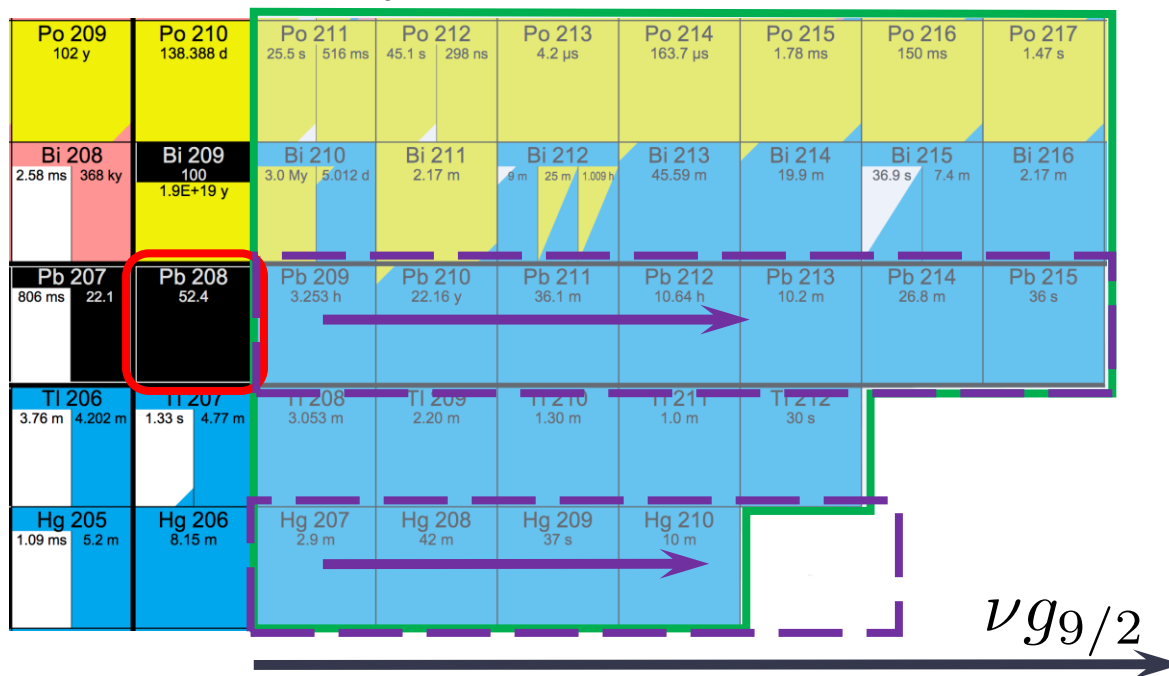 Po 209 Po 210 Po 211 Po 212 Po 213 Po 214 Po 215 Po 216 Po 217
102 y 138.388 d 25.5 s 516 ms 45.1 s 298 ns 4.2 µs 163.7 µs 1.78 ms 150 ms 1.47 s
Bi 208 Bi 209 Bi 210 Bi 211 Bi 212 Bi 213 Bi 214 Bi 215 Bi 216
2.58 ms 368 ky 100 3.0 My 5.012 d 2.17 m 9 m 25 m 1.009 h 45.59 m 19.9 m 36.9 s 7.4 m 2.17 m
1.9E+19 y
Pb 207 Pb 208 Pb 209 Pb 210 Pb 211 Pb 212 Pb 213 Pb 214 Pb 215
806 ms 22.1 52.4 3.253 h 22.16 y 36.1 m 10.64 h 10.2 m 26.8 m 36 s
Tl 206 Tl 207 Tl 208 Tl 209 Tl 210 Tl 211 Tl 212
3.76 m 4.202 m 1.33 s 4.77 m 3.053 m 2.20 m 1.30 m 1.0 m 30 s
Hg 205 Hg 206 Hg 207 Hg 208 Hg 209 Hg 210
1.09 ms 5.2 m 8.15 m 2.9 m 42 m 37 s 10 m
νg9/2